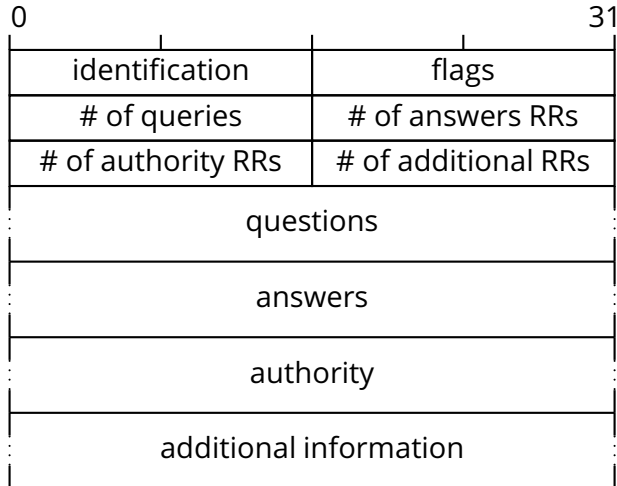 0 31
identification flags
# of queries # of answers RRs
# of authority RRs # of additional RRs
questions
answers
authority
additional information